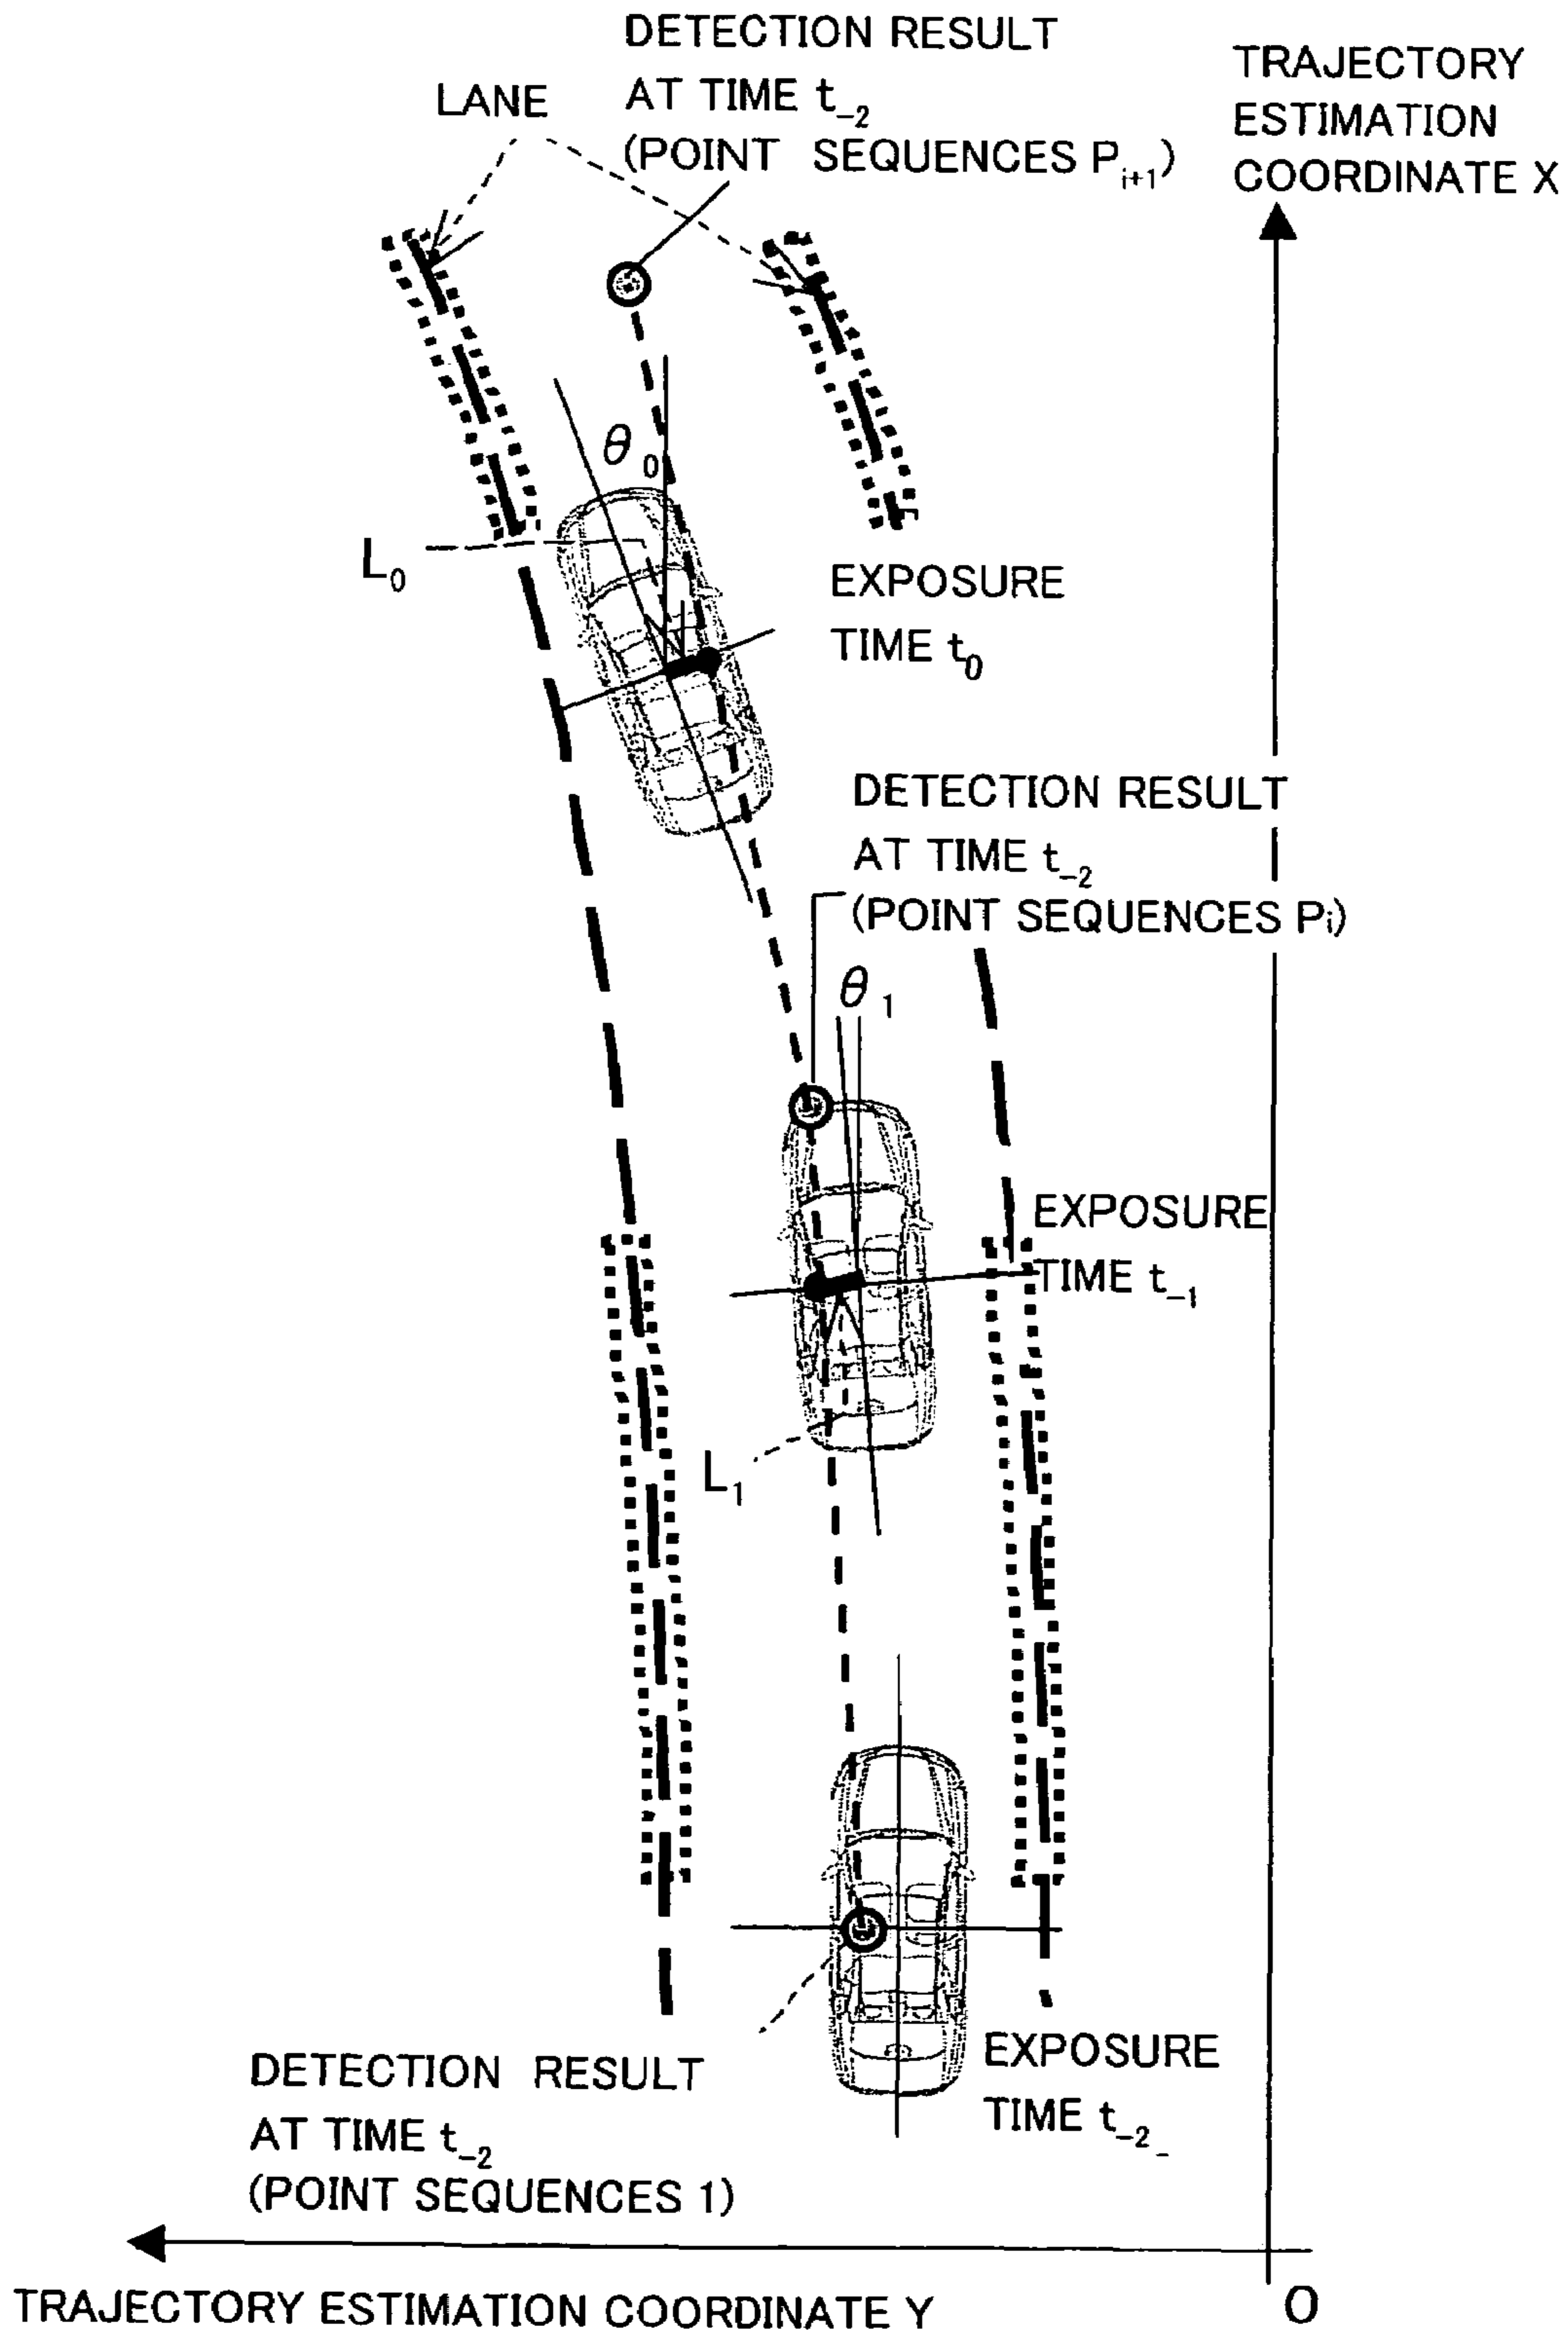 DETECTION RESULT
AT TIME t₋₂
(POINT SEQUENCES Pᵢ₊₁)
LANE
TRAJECTORY
ESTIMATION
COORDINATE X
θ₀
L₀
EXPOSURE
TIME t₀
DETECTION RESULT
AT TIME t₋₂
(POINT SEQUENCES Pi)
θ₁
EXPOSURE
TIME t₋₁
L₁
EXPOSURE
TIME t₋₂
DETECTION RESULT
AT TIME t₋₂
(POINT SEQUENCES 1)
TRAJECTORY ESTIMATION COORDINATE Y
O